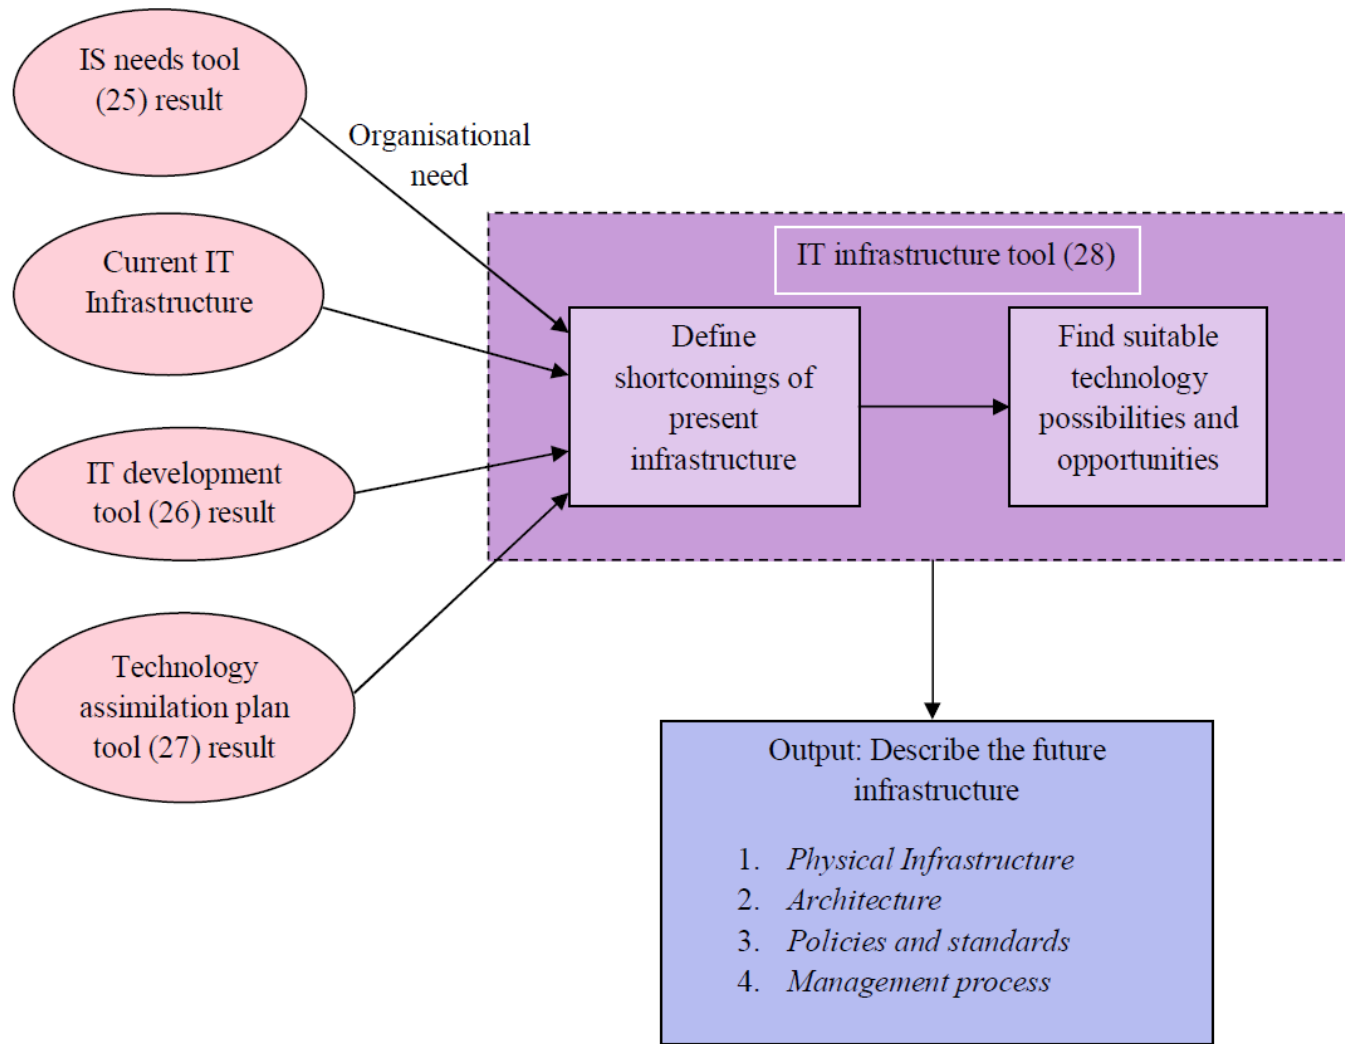 IS needs tool
(25) result
Organisational
need
Current IT
Infrastructure
IT infrastructure tool (28)
Define
shortcomings of
present
infrastructure
Find suitable
technology
possibilities and
opportunities
IT development
tool (26) result
Technology
assimilation plan
tool (27) result
Output: Describe the future
infrastructure
1. Physical Infrastructure
2. Architecture
3. Policies and standards
4. Management process